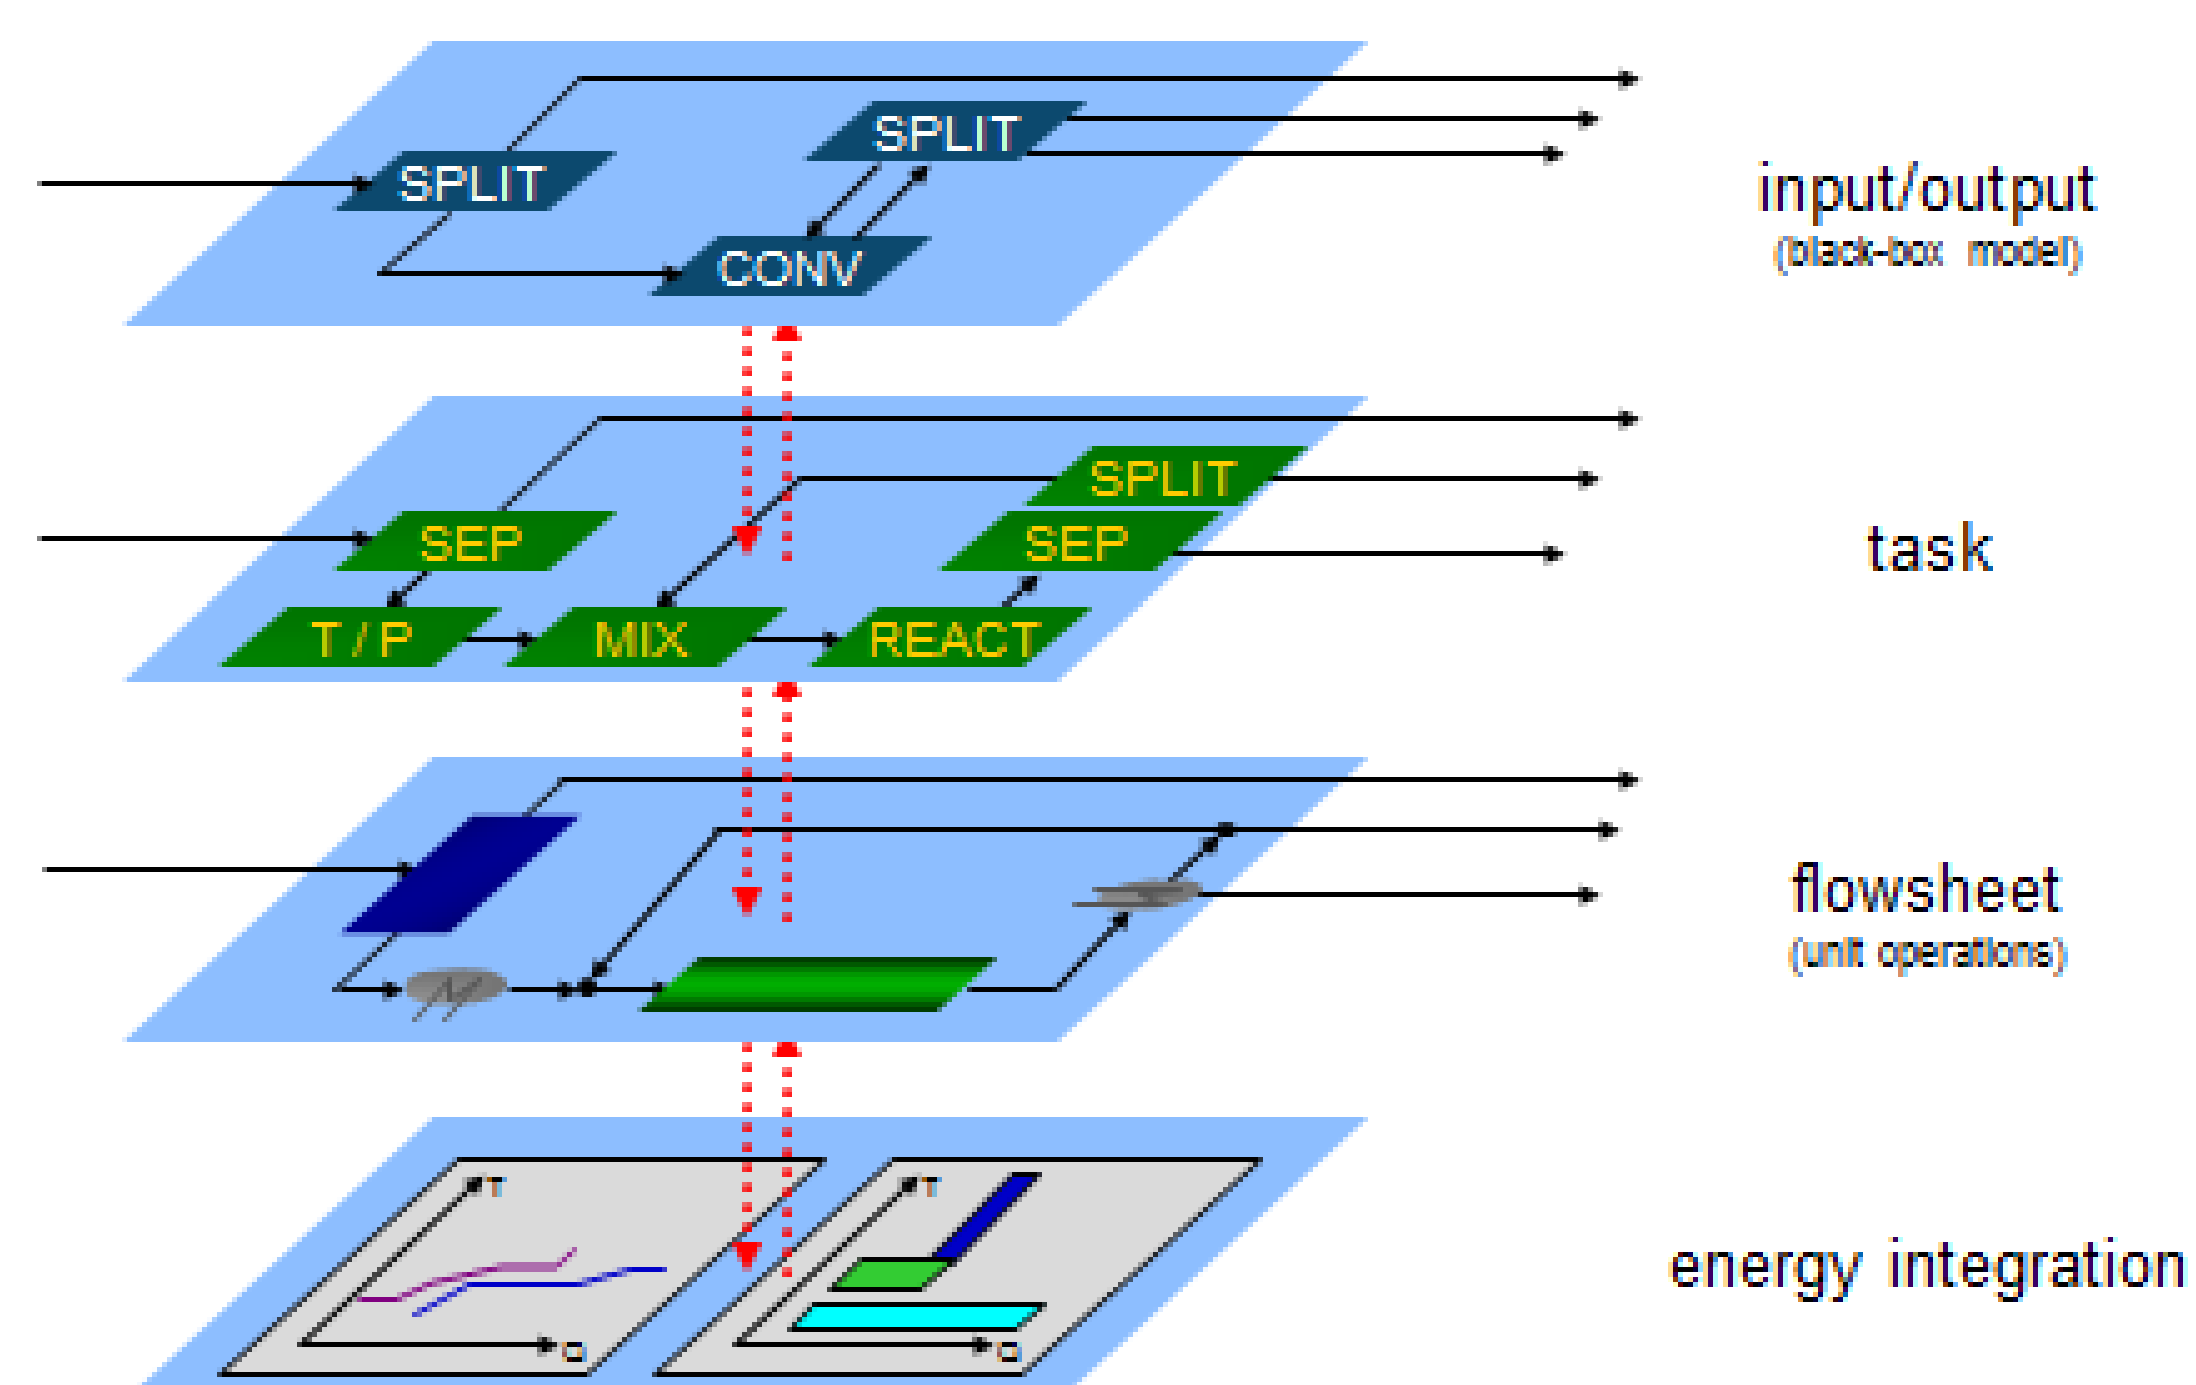 SPLIT
SPLIT
CONV
input/output
(black-box model)
SPLIT
SEP
SEP
T / P
MIX
REACT
task
flowsheet
(unit operations)
T
Q
T
Q
energy integration